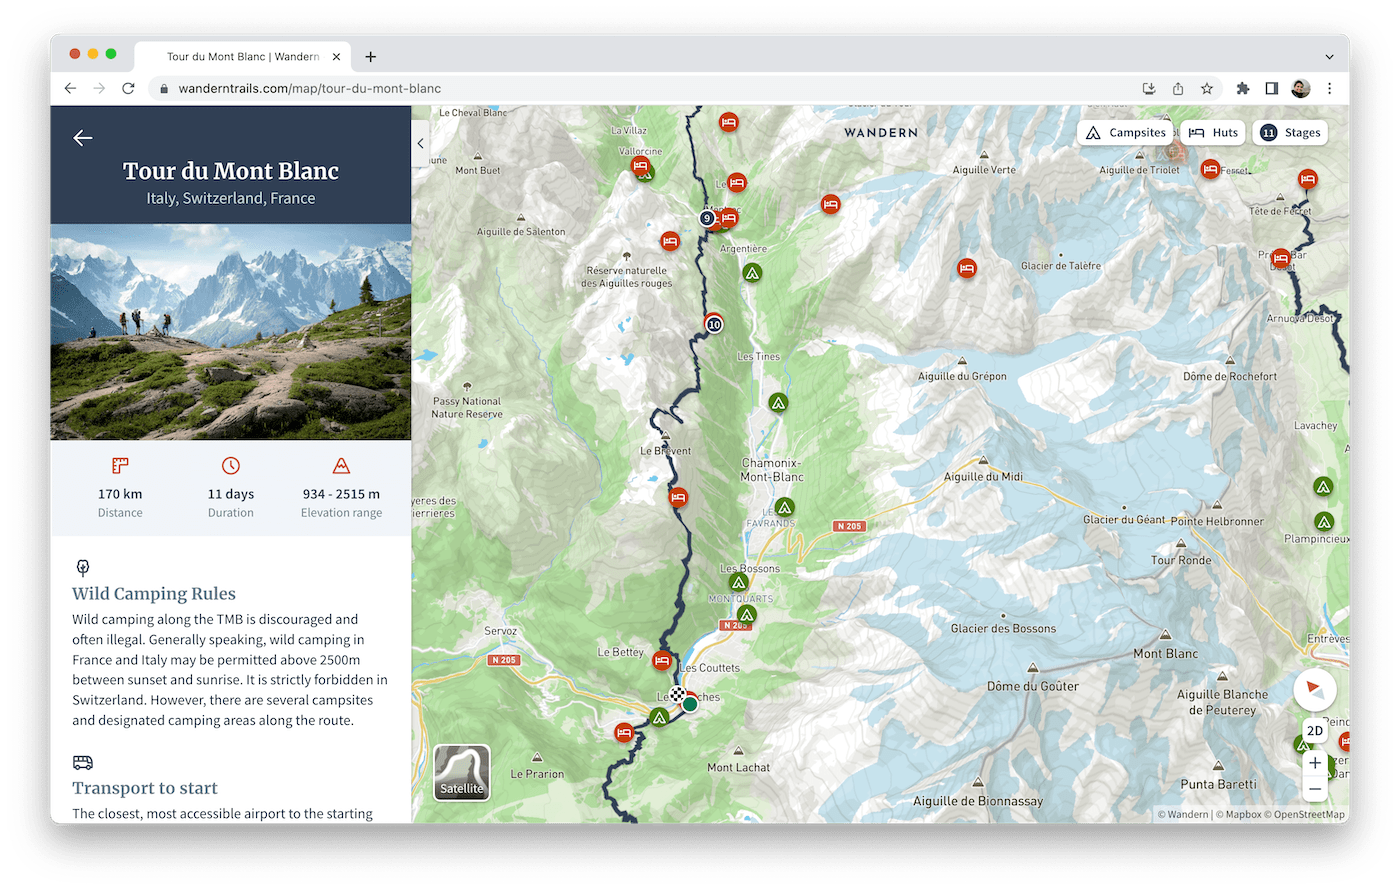 Tour du Mont Blanc | Wandern
wanderntrails.com/map/tour-du-mont-blanc
Tour du Mont Blanc
Italy, Switzerland, France
170 km
Distance
11 days
Duration
934 - 2515 m
Elevation range
Wild Camping Rules
Wild camping along the TMB is discouraged and
often illegal. Generally speaking, wild camping in
France and Italy may be permitted above 2500m
between sunset and sunrise. It is strictly forbidden in
Switzerland. However, there are several campsites
and designated camping areas along the route.
Transport to start
The closest, most accessible airport to the starting
WANDERN
Campsites
Huts
11 Stages
Le Cheval Blanc
La Villaz
Vallorcine
Mont Buet
Aiguille Verte
Aiguille de Triolet
Ferret
Tête de Ferret
9
Aiguille de Salenton
Argentière
Réserve naturelle
des Aiguilles rouges
Glacier de Talèfre
Arnuova Desot
10
Les Tines
Aiguille du Grépon
Dôme de Rochefort
Passy National
Nature Reserve
Lavachey
Le Brévent
Chamonix-
Mont-Blanc
Aiguille du Midi
FAVRANDS
N 205
Glacier du Géant
Pointe Helbronner
Plampincieux
Tour Ronde
Les Bossons
MONTQUARTS
N 205
Servoz
Glacier des Bossons
Entrèves
Le Bettey
N 205
Mont Blanc
Les Couttets
Dôme du Goûter
Aiguille Blanche
de Peuterey
2D
Mont Lachat
Le Prarion
Punta Baretti
Satellite
Aiguille de Bionnassay
© Wandern | © Mapbox © OpenStreetMap